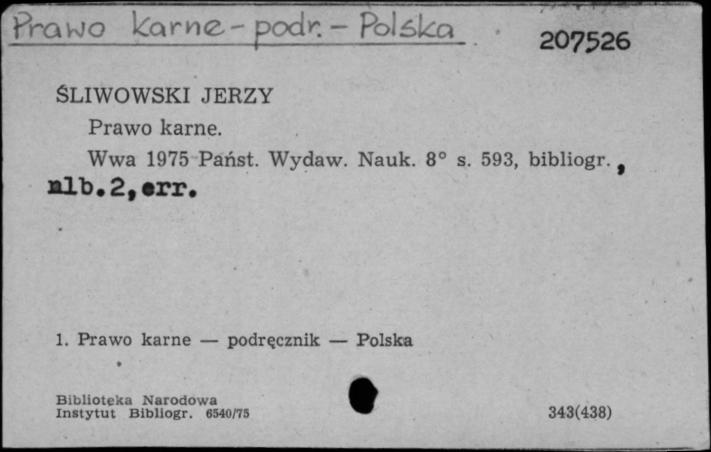 Prawo karne - podr. - Polska
207526
ŚLIWOWSKI JERZY
Prawo karne.
Wwa 1975 Państ. Wydaw. Nauk. 8° s. 593, bibliogr. ,
nlb.2,err.
1. Prawo karne — podręcznik — Polska
Biblioteka Narodowa
Instytut Bibliogr. 6540/75
343(438)